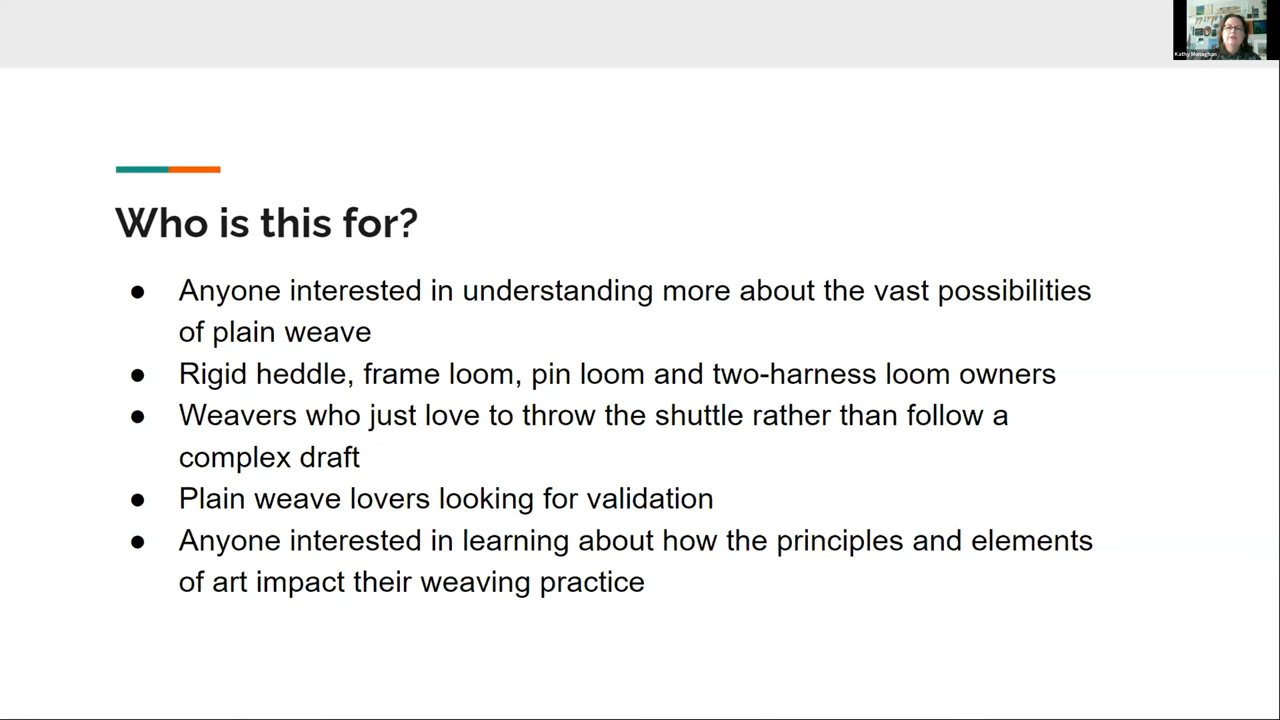 Kathy Monaghan
Who is this for?
● Anyone interested in understanding more about the vast possibilities
of plain weave
● Rigid heddle, frame loom, pin loom and two-harness loom owners
● Weavers who just love to throw the shuttle rather than follow a
complex draft
● Plain weave lovers looking for validation
● Anyone interested in learning about how the principles and elements
of art impact their weaving practice